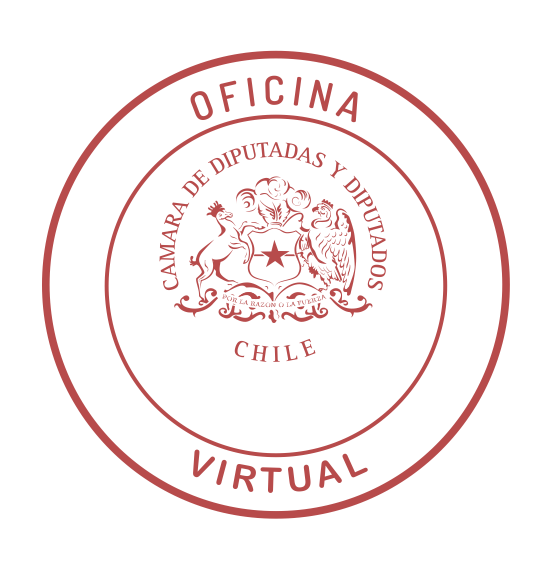 OFICINA
CAMARA DE DIPUTADAS Y DIPUTADOS
POR LA RAZON O LA FUERZA
CHILE
VIRTUAL